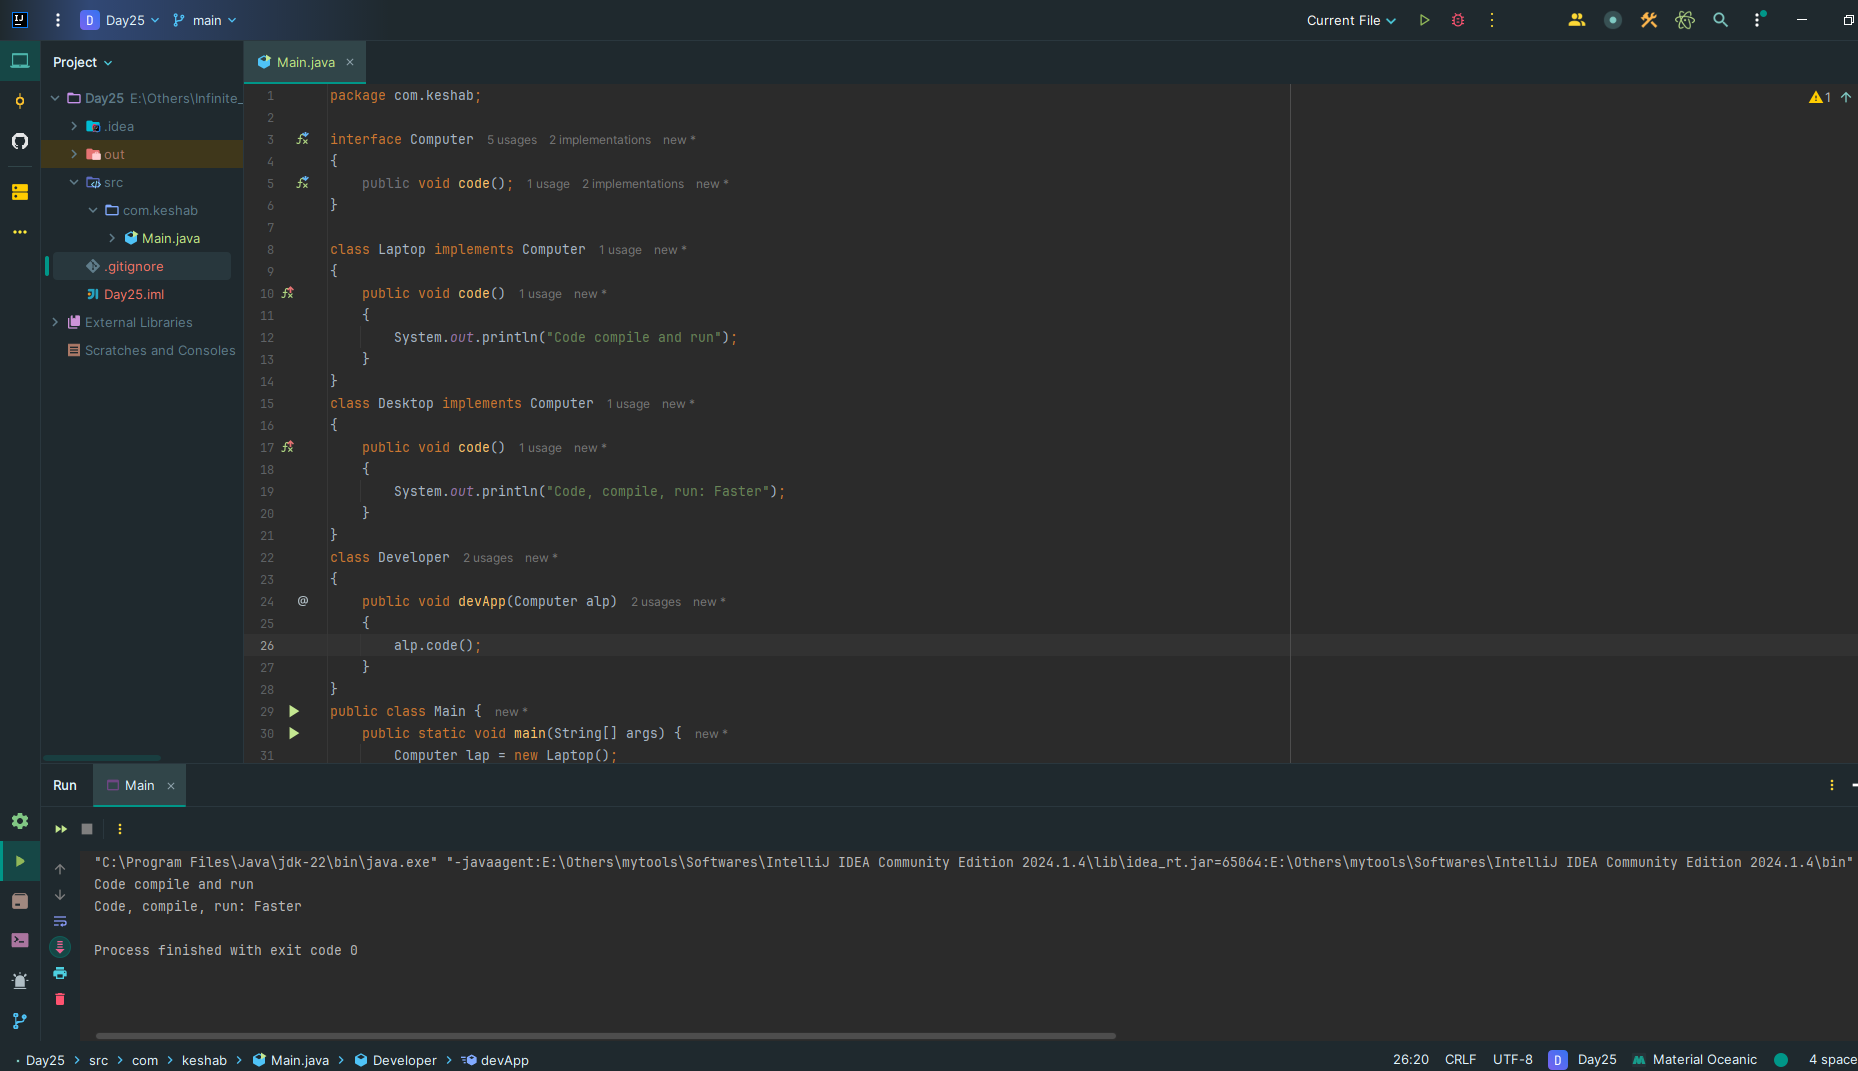 D Day25 main Current File
Project
Main.java
Day25 E:\Others\Infinite_
.idea
out
src
com.keshab
Main.java
.gitignore
Day25.iml
External Libraries
Scratches and Consoles
1
1 package com.keshab;
2
3 interface Computer 5 usages 2 implementations new *
4 {
5 public void code(); 1 usage 2 implementations new *
6 }
7
8 class Laptop implements Computer 1 usage new *
9 {
10 public void code() 1 usage new *
11 {
12 System.out.println("Code compile and run");
13 }
14 }
15 class Desktop implements Computer 1 usage new *
16 {
17 public void code() 1 usage new *
18 {
19 System.out.println("Code, compile, run: Faster");
20 }
21 }
22 class Developer 2 usages new *
23 {
24 @ public void devApp(Computer alp) 2 usages new *
25 {
26 alp.code();
27 }
28 }
29 public class Main { new *
30 public static void main(String[] args) { new *
31 Computer lap = new Laptop();
Run Main
"C:\Program Files\Java\jdk-22\bin\java.exe" "-javaagent:E:\Others\mytools\Softwares\IntelliJ IDEA Community Edition 2024.1.4\lib\idea_rt.jar=65064:E:\Others\mytools\Softwares\IntelliJ IDEA Community Edition 2024.1.4\bin"
Code compile and run
Code, compile, run: Faster
Process finished with exit code 0
Day25 > src > com > keshab > Main.java > Developer > devApp 26:20 CRLF UTF-8 D Day25 Material Oceanic 4 space